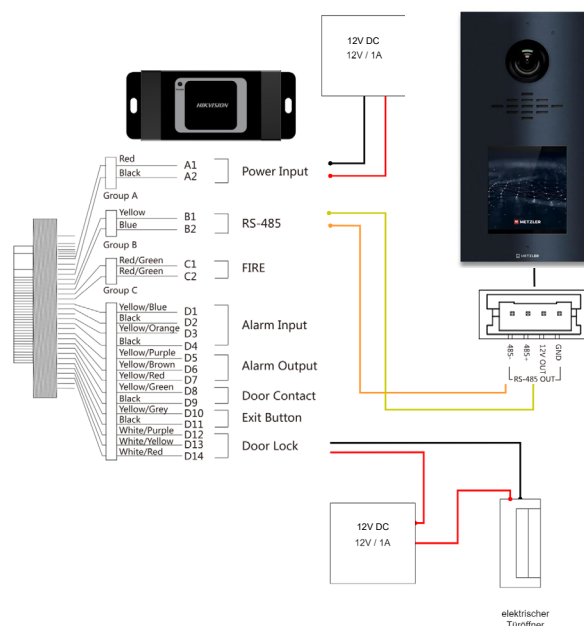 12V DC
12V / 1A
HIKVISION
Red
A1
Black
A2
Power Input
Group A
Yellow
B1
Blue
B2
RS-485
Group B
Red/Green
C1
Red/Green
C2
FIRE
Group C
Yellow/Blue
D1
Black
D2
Yellow/Orange
D3
Black
D4
Alarm Input
Yellow/Purple
D5
Yellow/Brown
D6
Yellow/Red
D7
Alarm Output
Yellow/Green
D8
Black
D9
Door Contact
Yellow/Grey
D10
Black
D11
Exit Button
White/Purple
D12
White/Yellow
D13
White/Red
D14
Door Lock
METZLER
METZLER
485-
485+
12V OUT
GND
RS-485 OUT
12V DC
12V / 1A
elektrischer
Türöffner